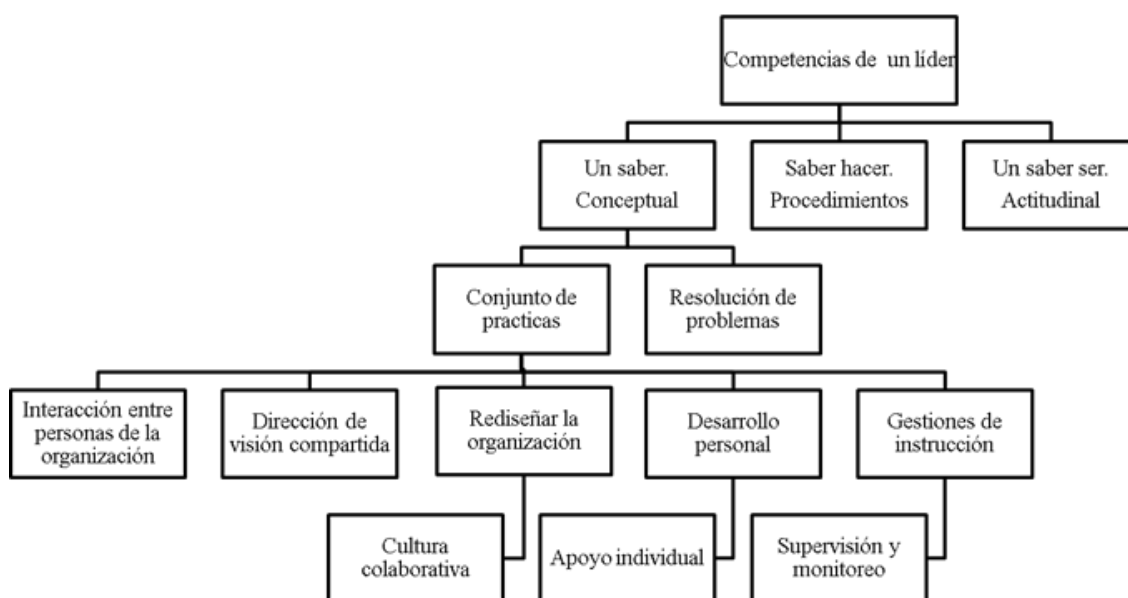 Competencias de un líder
Un saber.
Conceptual
Saber hacer.
Procedimientos
Un saber ser.
Actitudinal
Conjunto de
practicas
Resolución de
problemas
Interacción entre
personas de la
organización
Dirección de
visión compartida
Rediseñar la
organización
Desarrollo
personal
Gestiones de
instrucción
Cultura
colaborativa
Apoyo individual
Supervisión y
monitoreo